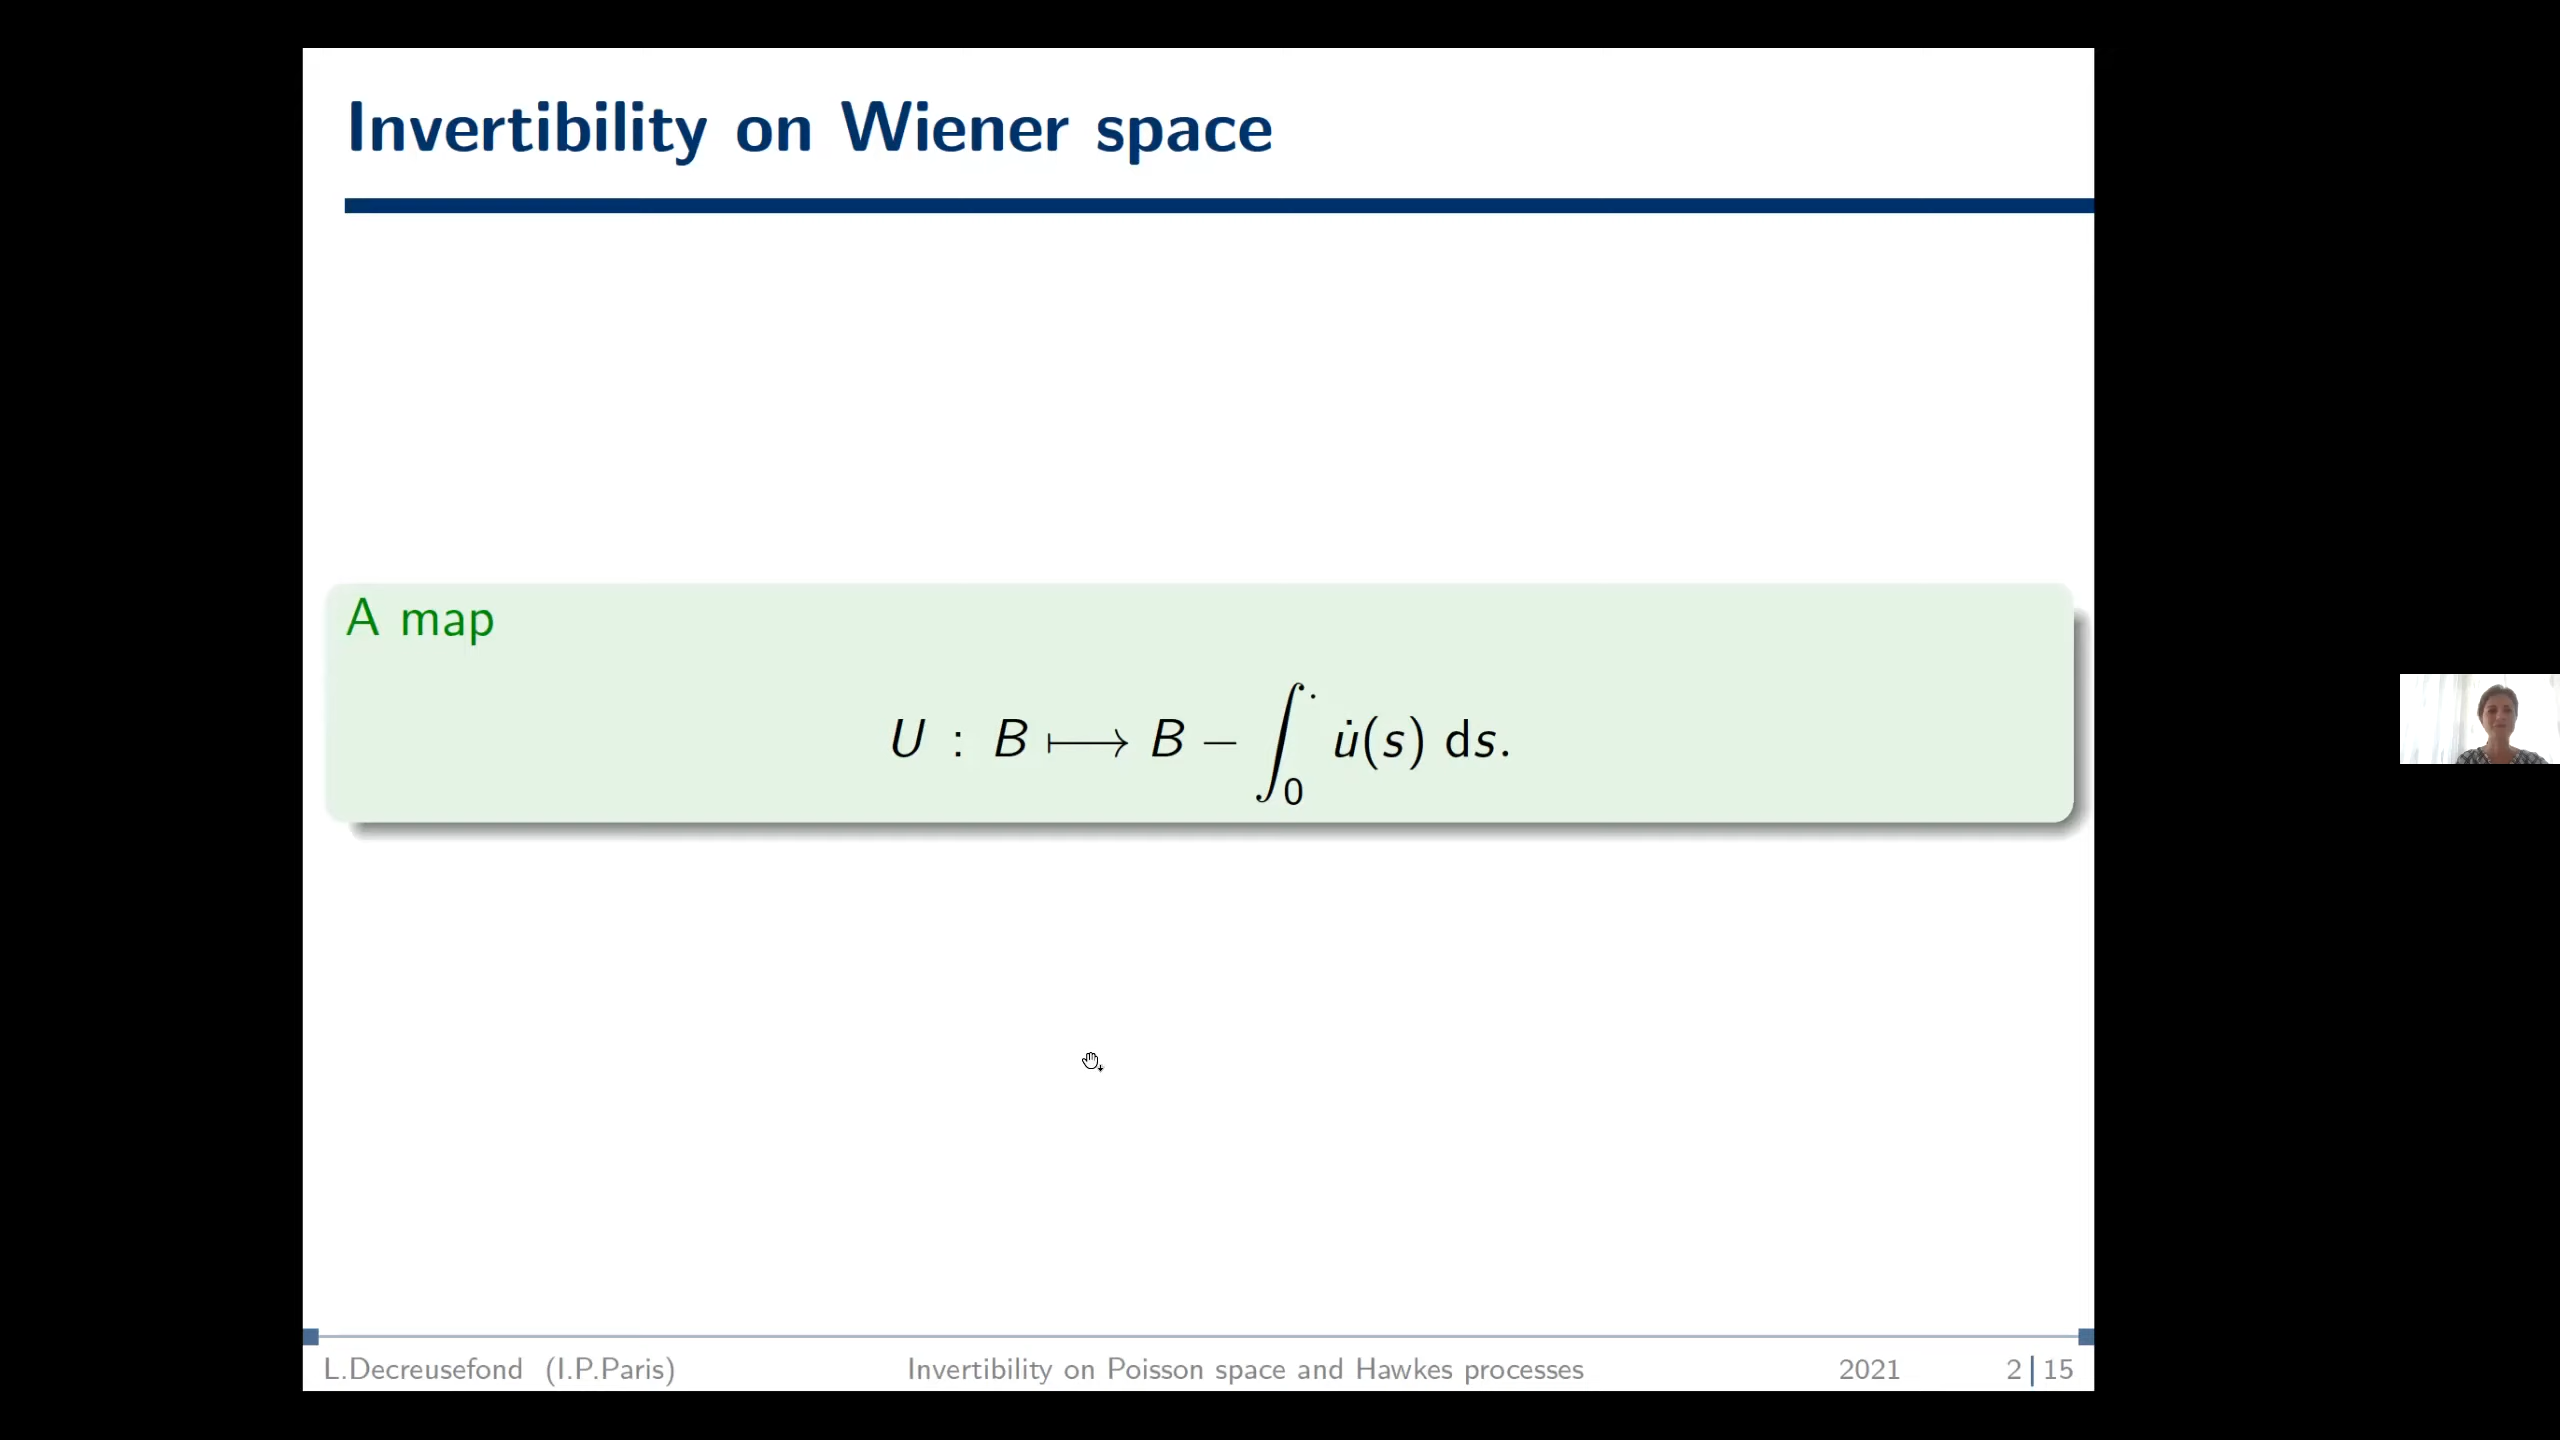 Invertibility on Wiener space
A map
U : B ⟼ B − ∫₀˙ u̇(s) ds.
L.Decreusefond (I.P.Paris) Invertibility on Poisson space and Hawkes processes 2021 2|15